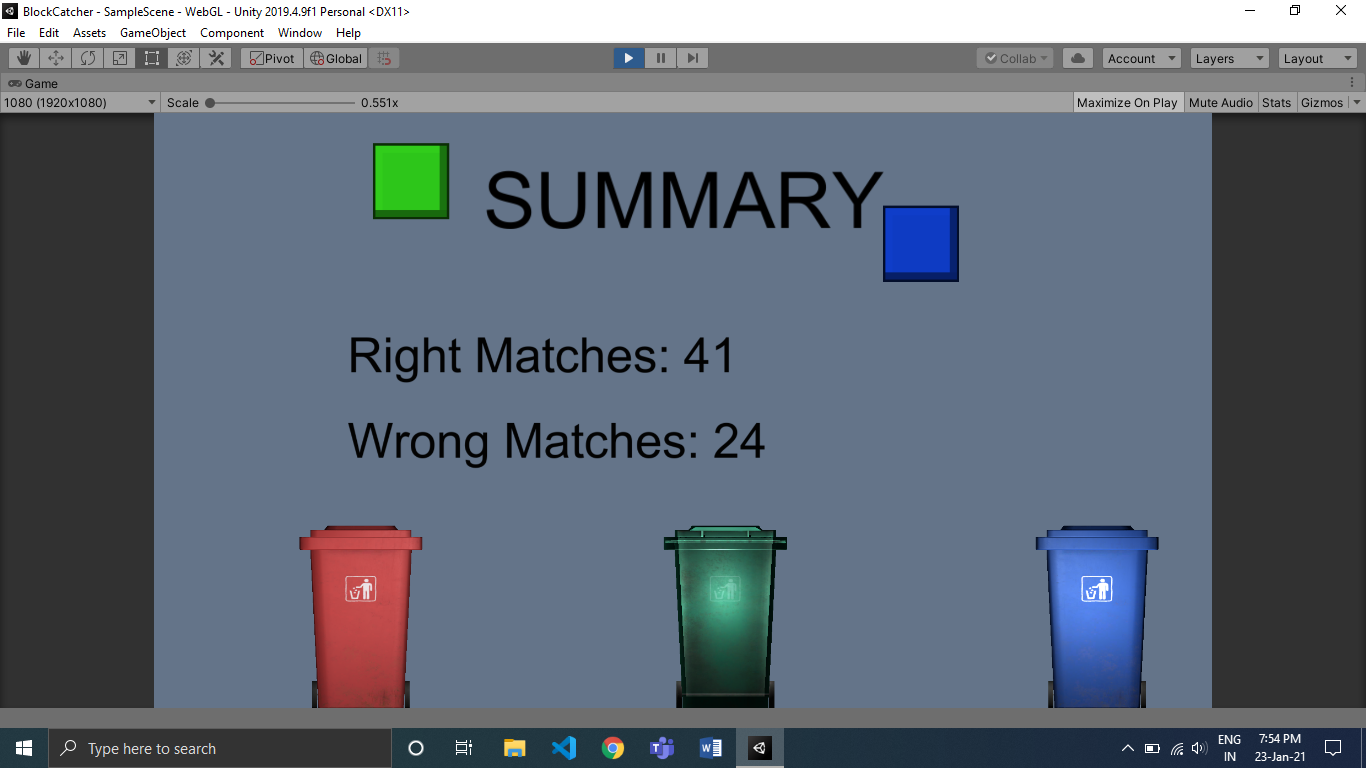 BlockCatcher - SampleScene - WebGL - Unity 2019.4.9f1 Personal <DX11>
File Edit Assets GameObject Component Window Help
Pivot Global Collab Account Layers Layout
Game
1080 (1920x1080) Scale 0.551x Maximize On Play Mute Audio Stats Gizmos
SUMMARY
Right Matches: 41
Wrong Matches: 24
Type here to search
ENG 7:54 PM
IN 23-Jan-21